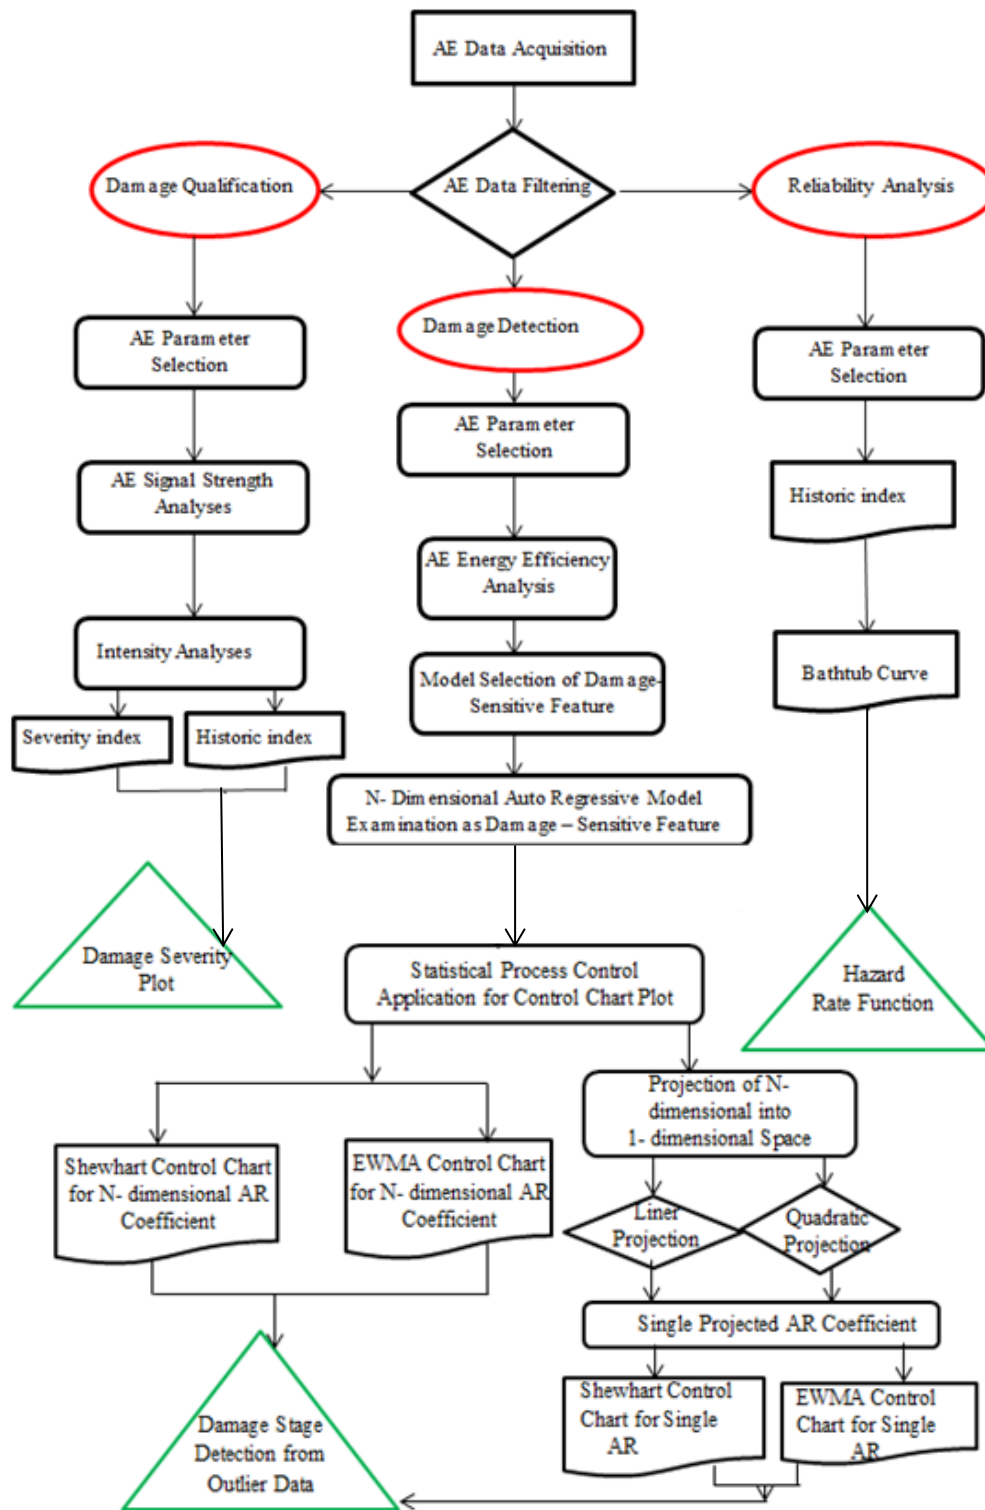 AE Data Acquisition
AE Data Filtering
Damage Qualification
Reliability Analysis
Damage Detection
AE Parameter
Selection
AE Signal Strength
Analyses
Intensity Analyses
Severity index
Historic index
Damage Severity
Plot
AE Parameter
Selection
AE Energy Efficiency
Analysis
Model Selection of Damage-
Sensitive Feature
N- Dimensional Auto Regressive Model
Examination as Damage – Sensitive Feature
Statistical Process Control
Application for Control Chart Plot
AE Parameter
Selection
Historic index
Bathtub Curve
Hazard
Rate Function
Shewhart Control Chart
for N- dimensional AR
Coefficient
EWMA Control Chart
for N- dimensional AR
Coefficient
Projection of N-
dimensional into
1- dimensional Space
Liner
Projection
Quadratic
Projection
Single Projected AR Coefficient
Shewhart Control
Chart for Single
AR
EWMA Control
Chart for Single
AR
Damage Stage
Detection from
Outlier Data